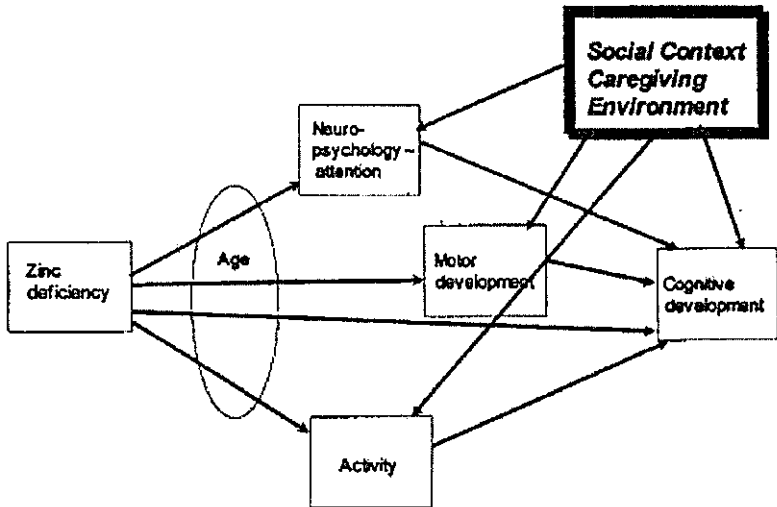 Social Context
Caregiving
Environment
Neuro-
psychology –
attention
Age
Zinc
deficiency
Motor
development
Cognitive
development
Activity